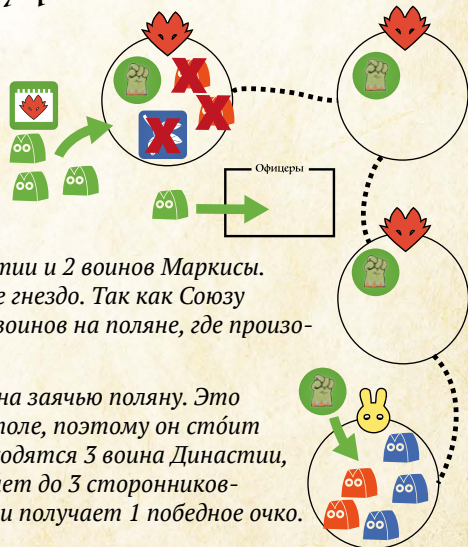 Офицеры
тии и 2 воинов Маркисы.
е гнездо. Так как Союзу
воинов на поляне, где произо-
на заячью поляну. Это
поле, поэтому он сто́ит
одятся 3 воина Династии,
ает до 3 сторонников-
и получает 1 победное очко.